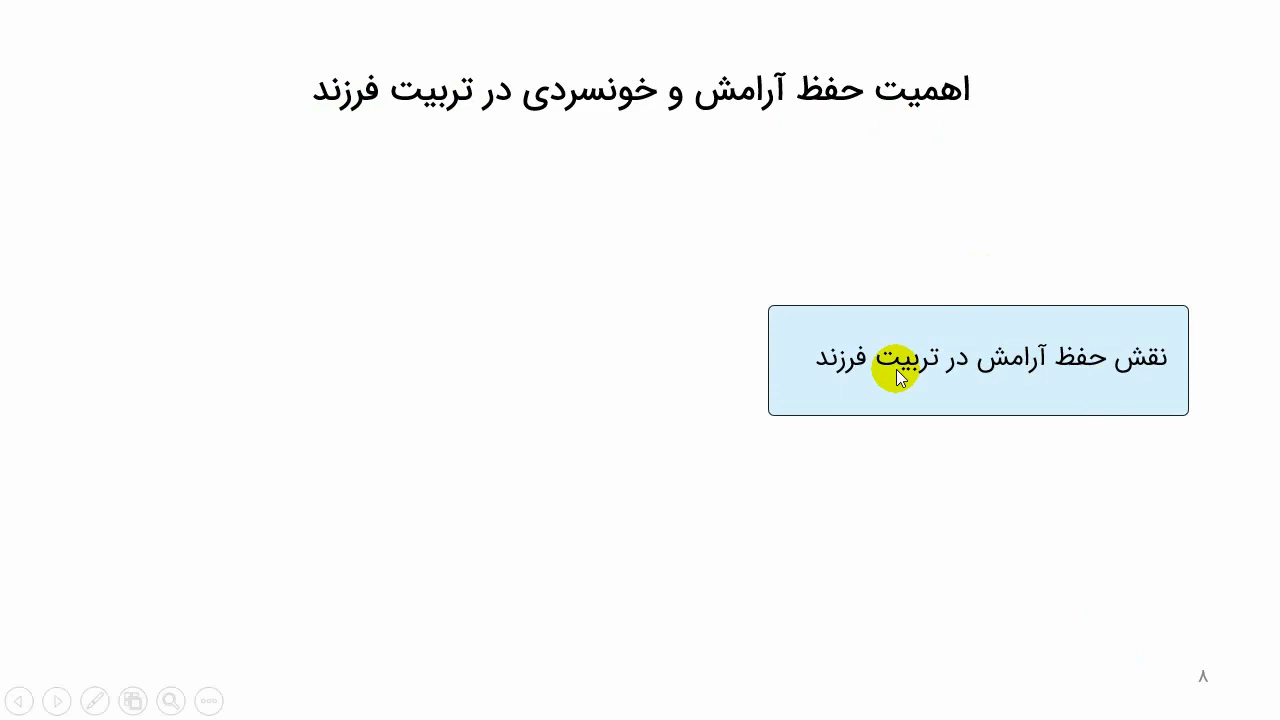 اهمیت حفظ آرامش و خونسردی در تربیت فرزند
نقش حفظ آرامش در تربیت فرزند
۸